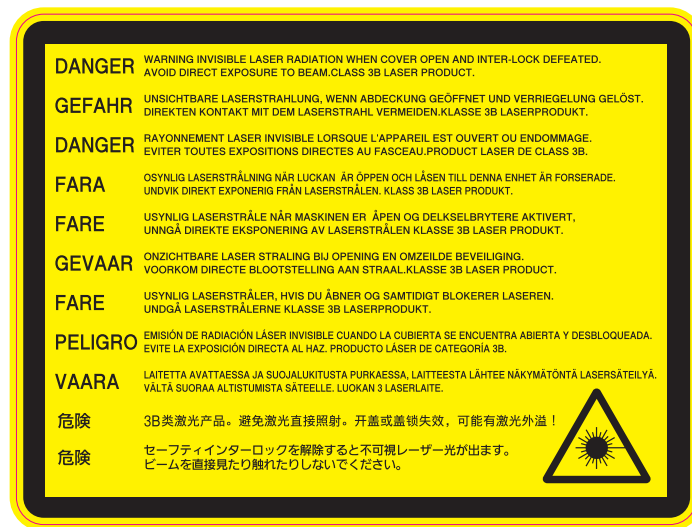 DANGER WARNING INVISIBLE LASER RADIATION WHEN COVER OPEN AND INTER-LOCK DEFEATED.
AVOID DIRECT EXPOSURE TO BEAM.CLASS 3B LASER PRODUCT.
GEFAHR UNSICHTBARE LASERSTRAHLUNG, WENN ABDECKUNG GEÖFFNET UND VERRIEGELUNG GELÖST.
DIREKTEN KONTAKT MIT DEM LASERSTRAHL VERMEIDEN.KLASSE 3B LASERPRODUKT.
DANGER RAYONNEMENT LASER INVISIBLE LORSQUE L'APPAREIL EST OUVERT OU ENDOMMAGE.
EVITER TOUTES EXPOSITIONS DIRECTES AU FASCEAU.PRODUCT LASER DE CLASS 3B.
FARA OSYNLIG LASERSTRÅLNING NÄR LUCKAN ÄR ÖPPEN OCH LÅSEN TILL DENNA ENHET ÄR FORSERADE.
UNDVIK DIREKT EXPONERIG FRÅN LASERSTRÅLEN. KLASS 3B LASER PRODUKT.
FARE USYNLIG LASERSTRÅLE NÅR MASKINEN ER ÅPEN OG DELKSELBRYTERE AKTIVERT,
UNNGÅ DIREKTE EKSPONERING AV LASERSTRÅLEN KLASSE 3B LASER PRODUKT.
GEVAAR ONZICHTBARE LASER STRALING BIJ OPENING EN OMZEILDE BEVEILIGING.
VOORKOM DIRECTE BLOOTSTELLING AAN STRAAL.KLASSE 3B LASER PRODUCT.
FARE USYNLIG LASERSTRÅLER, HVIS DU ÅBNER OG SAMTIDIGT BLOKERER LASEREN.
UNDGÅ LASERSTRÅLERNE KLASSE 3B LASERPRODUKT.
PELIGRO EMISIÓN DE RADIACIÓN LÁSER INVISIBLE CUANDO LA CUBIERTA SE ENCUENTRA ABIERTA Y DESBLOQUEADA.
EVITE LA EXPOSICIÓN DIRECTA AL HAZ. PRODUCTO LÁSER DE CATEGORÍA 3B.
VAARA LAITETTA AVATTAESSA JA SUOJALUKITUSTA PURKAESSA, LAITTEESTA LÄHTEE NÄKYMÄTÖNTÄ LASERSÄTEILYÄ.
VÄLTÄ SUORAA ALTISTUMISTA SÄTEELLE. LUOKAN 3 LASERLAITE.
危険 3B类激光产品。避免激光直接照射。开盖或盖锁失效，可能有激光外溢！
危険 セーフティインターロックを解除すると不可視レーザー光が出ます。
ビームを直接見たり触れたりしないでください。